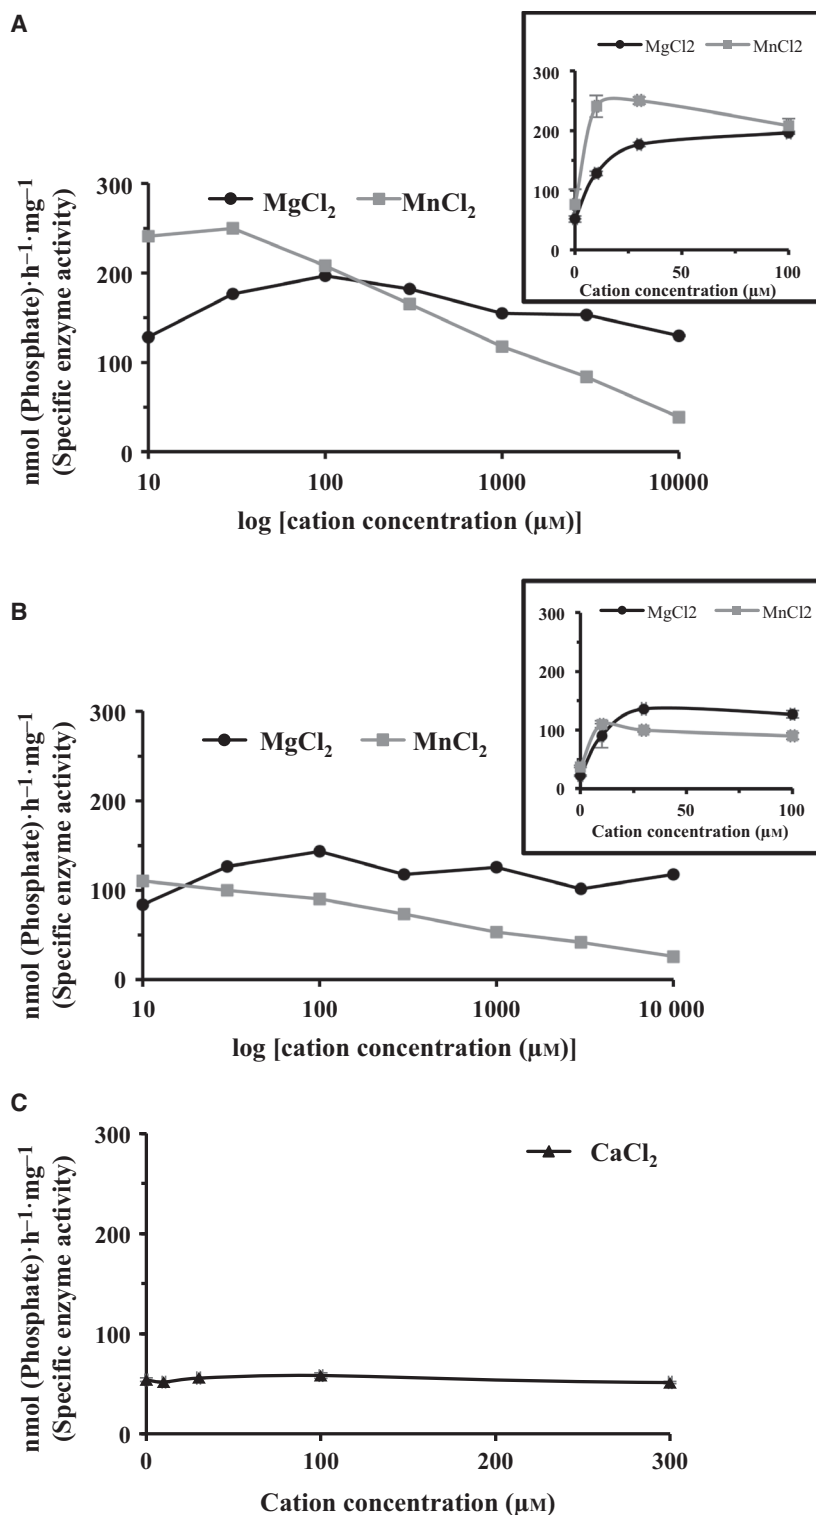 A
MgCl2 MnCl2
300
200
100
0
0 50 100
Cation concentration (µM)
nmol (Phosphate)·h⁻¹·mg⁻¹
(Specific enzyme activity)
300
200
100
0
MgCl₂ MnCl₂
10 100 1000 10000
log [cation concentration (µM)]
B
MgCl2 MnCl2
300
200
100
0
0 50 100
Cation concentration (µM)
nmol (Phosphate)·h⁻¹·mg⁻¹
(Specific enzyme activity)
300
200
100
0
MgCl₂ MnCl₂
10 100 1000 10 000
log [cation concentration (µM)]
C
nmol (Phosphate)·h⁻¹·mg⁻¹
(Specific enzyme activity)
300
200
100
0
CaCl₂
0 100 200 300
Cation concentration (µM)